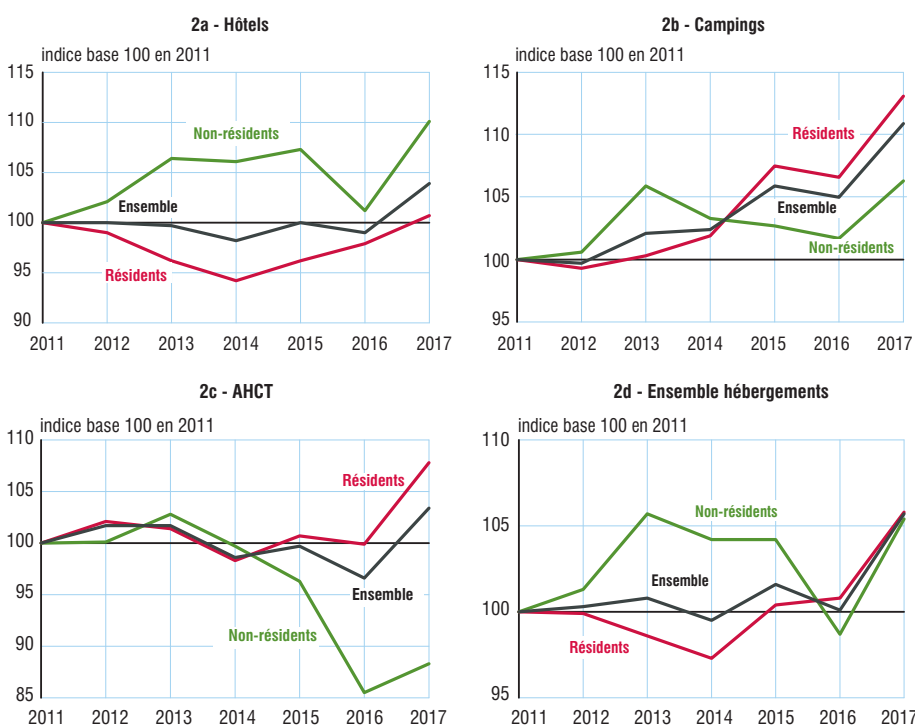 2a - Hôtels
indice base 100 en 2011
115
110
105
100
95
90
Non-résidents
Ensemble
Résidents
2011 2012 2013 2014 2015 2016 2017
2b - Campings
indice base 100 en 2011
115
110
105
100
95
Résidents
Ensemble
Non-résidents
2011 2012 2013 2014 2015 2016 2017
2c - AHCT
indice base 100 en 2011
110
105
100
95
90
85
Résidents
Ensemble
Non-résidents
2011 2012 2013 2014 2015 2016 2017
2d - Ensemble hébergements
indice base 100 en 2011
110
105
100
95
Non-résidents
Ensemble
Résidents
2011 2012 2013 2014 2015 2016 2017